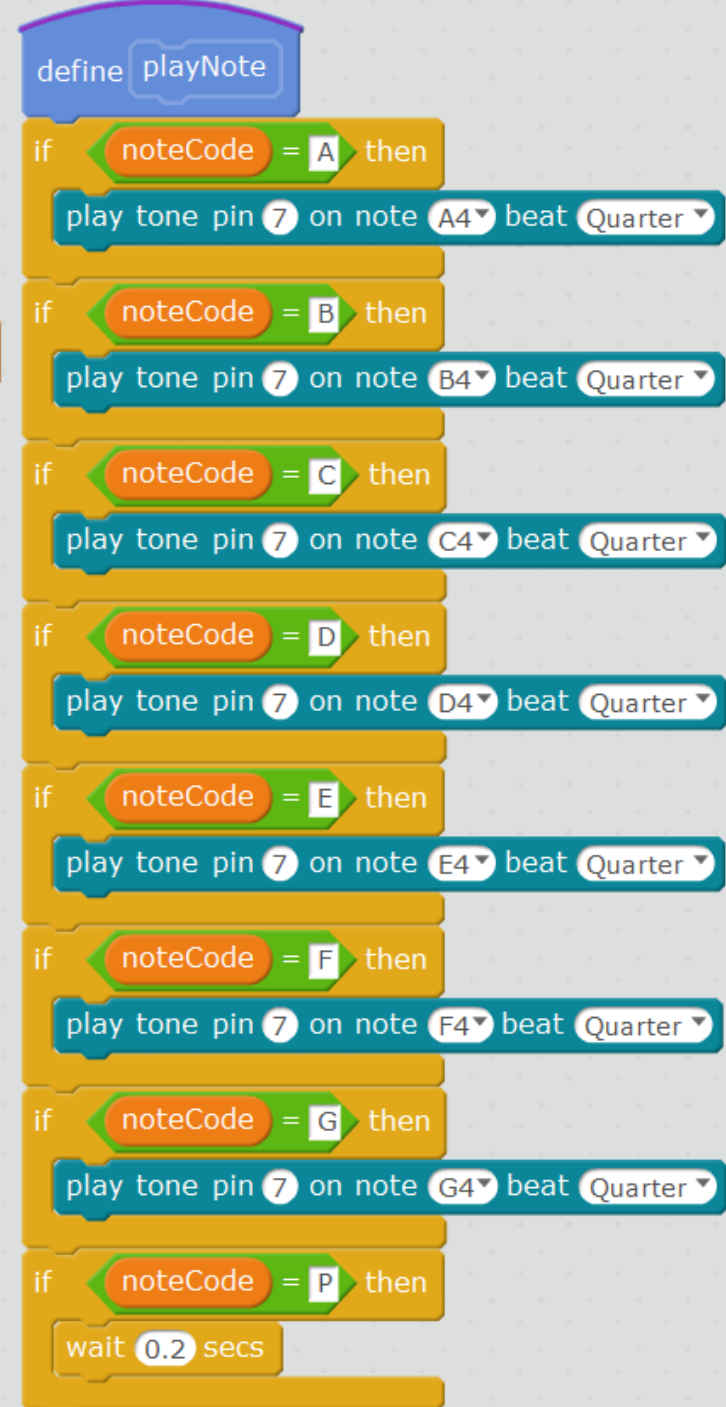 define playNote
if noteCode = A then
play tone pin 7 on note A4 beat Quarter
if noteCode = B then
play tone pin 7 on note B4 beat Quarter
if noteCode = C then
play tone pin 7 on note C4 beat Quarter
if noteCode = D then
play tone pin 7 on note D4 beat Quarter
if noteCode = E then
play tone pin 7 on note E4 beat Quarter
if noteCode = F then
play tone pin 7 on note F4 beat Quarter
if noteCode = G then
play tone pin 7 on note G4 beat Quarter
if noteCode = P then
wait 0.2 secs